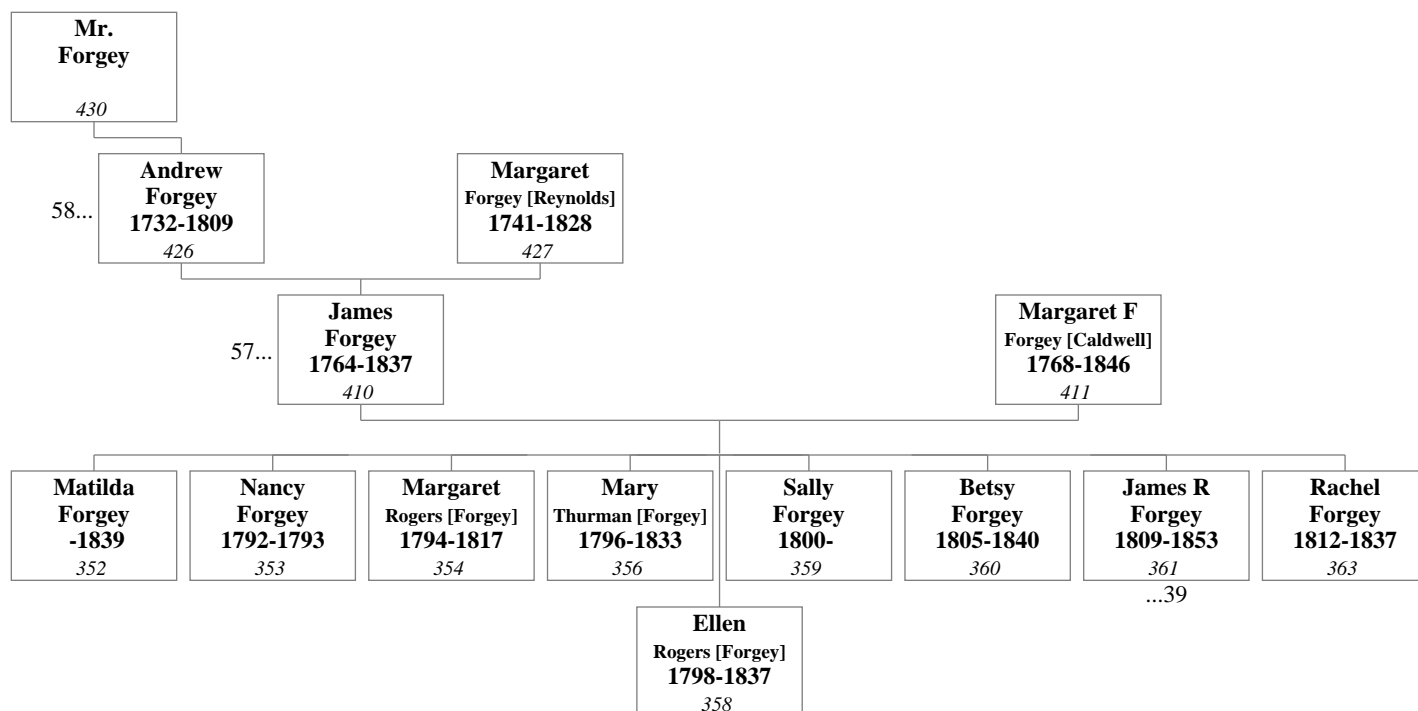 Mr.
Forgey
430
58...
Andrew
Forgey
1732-1809
426
Margaret
Forgey [Reynolds]
1741-1828
427
57...
James
Forgey
1764-1837
410
Margaret F
Forgey [Caldwell]
1768-1846
411
Matilda
Forgey
-1839
352
Nancy
Forgey
1792-1793
353
Margaret
Rogers [Forgey]
1794-1817
354
Mary
Thurman [Forgey]
1796-1833
356
Sally
Forgey
1800-
359
Betsy
Forgey
1805-1840
360
James R
Forgey
1809-1853
361
...39
Rachel
Forgey
1812-1837
363
Ellen
Rogers [Forgey]
1798-1837
358